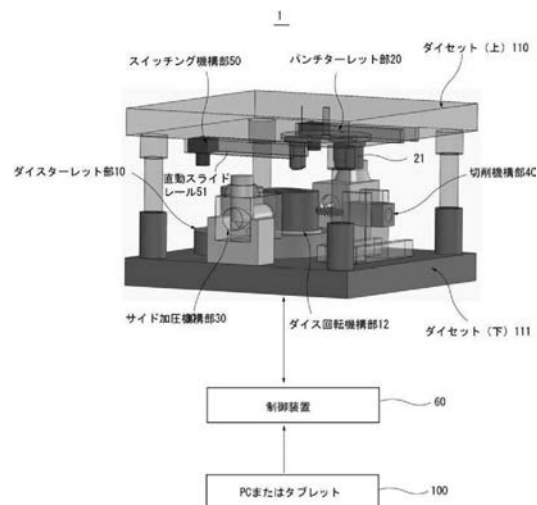 1
ダイセット（上）110
パンチターレット部20
スイッチング機構部50
21
ダイスターレット部10
直動スライド
レール51
切削機構部40
サイド加圧機構部30
ダイス回転機構部12
ダイセット（下）111
制御装置
60
PCまたはタブレット
100